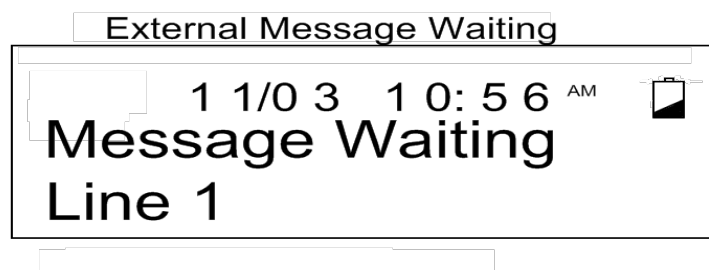 External Message Waiting
11/03 10:56 AM
Message Waiting
Line 1